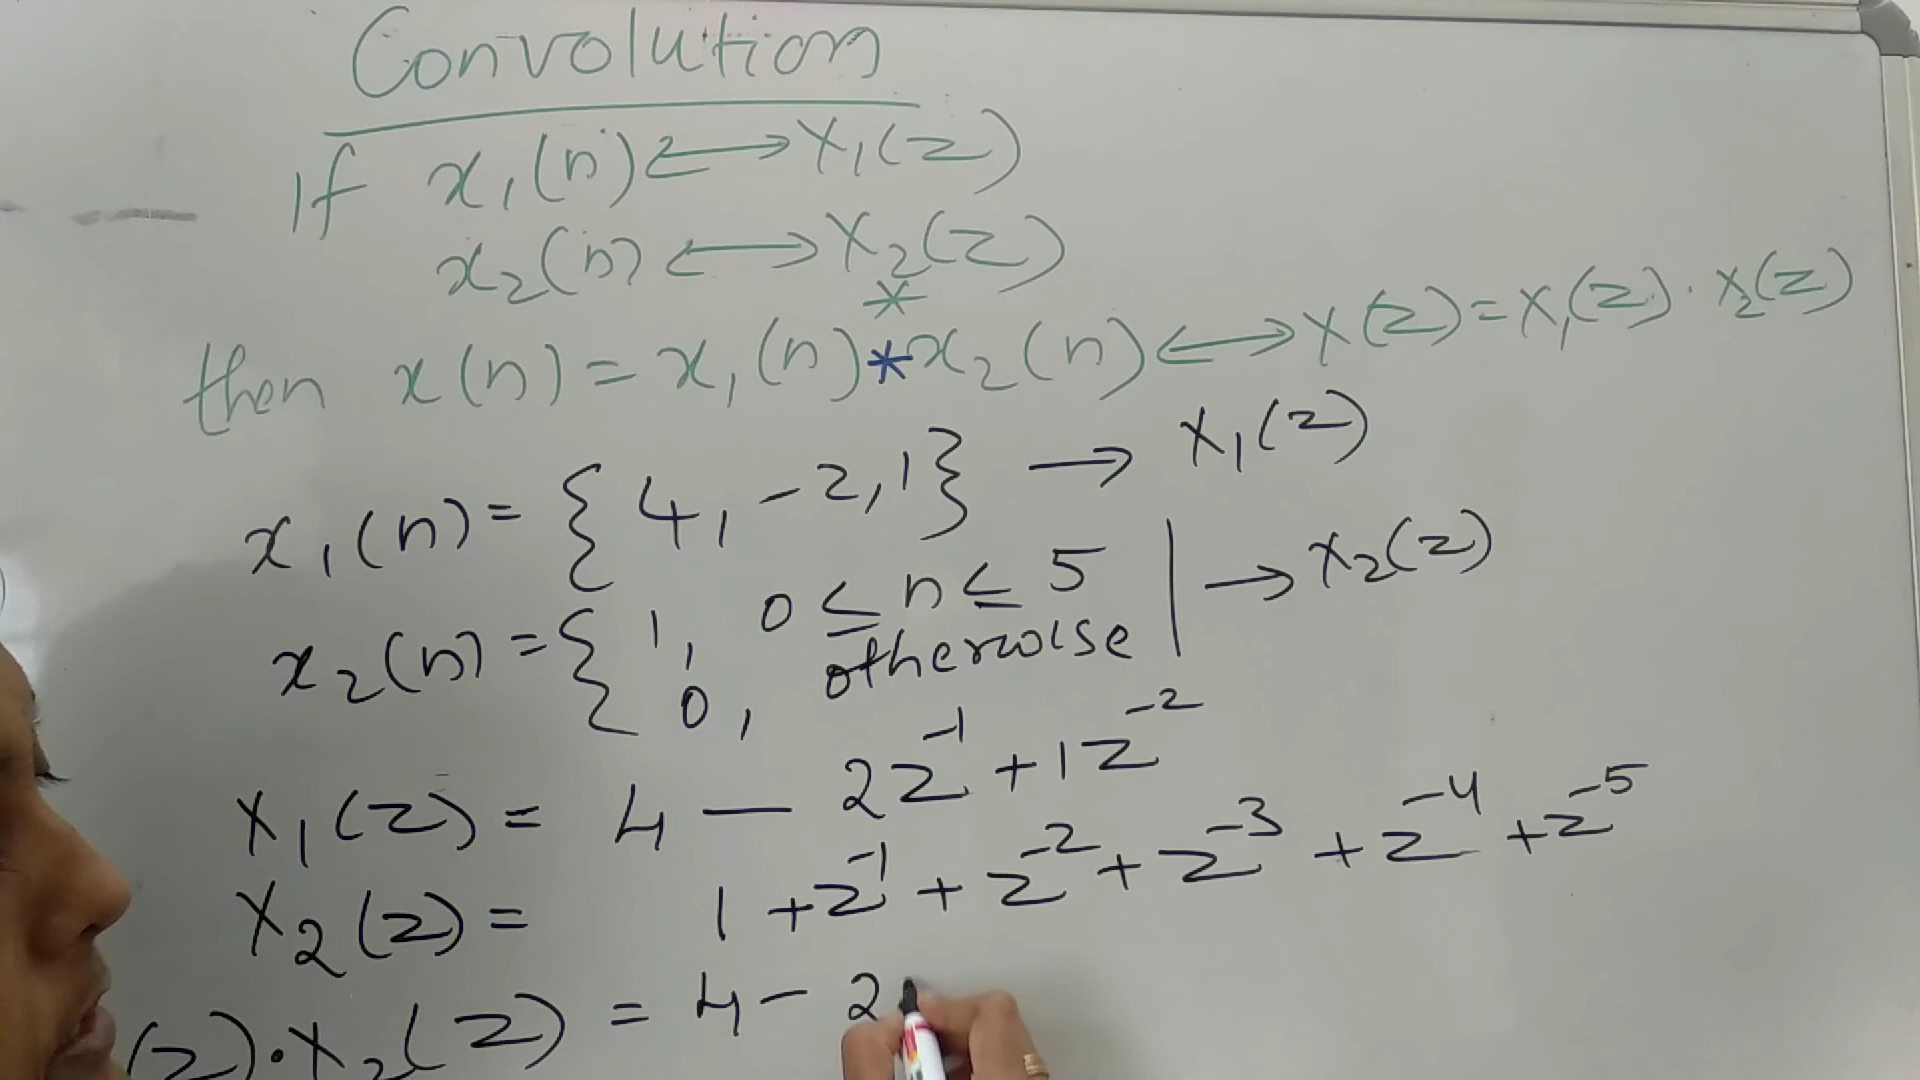 Convolution
If x₁(n) ⟷ X₁(z)
x₂(n) ⟷ X₂(z)
*
then x(n) = x₁(n) * x₂(n) ⟷ X(z) = X₁(z) · X₂(z)
x₁(n) = { 4, -2, 1 } → X₁(z)
x₂(n) = { 1, 0 ≤ n ≤ 5
0, otherwise | → X₂(z)
X₁(z) = 4 - 2z⁻¹ + 1z⁻²
X₂(z) = 1 + z⁻¹ + z⁻² + z⁻³ + z⁻⁴ + z⁻⁵
(z) · X₂(z) = 4 - 2